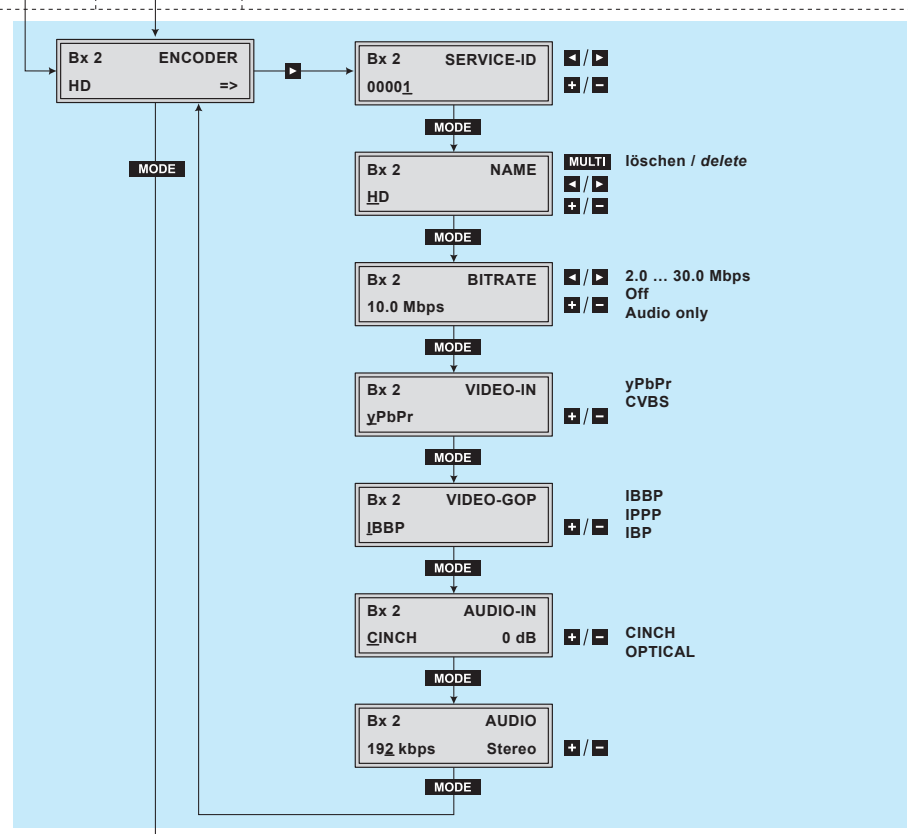 Bx 2 ENCODER
HD =>
MODE
Bx 2 SERVICE-ID
00001
◄ / ►
+ / −
MODE
Bx 2 NAME
HD
MULTI löschen / delete
◄ / ►
+ / −
MODE
Bx 2 BITRATE
10.0 Mbps
◄ / ► 2.0 ... 30.0 Mbps
Off
+ / − Audio only
MODE
Bx 2 VIDEO-IN
yPbPr
yPbPr
CVBS
+ / −
MODE
Bx 2 VIDEO-GOP
IBBP
IBBP
IPPP
+ / − IBP
MODE
Bx 2 AUDIO-IN
CINCH 0 dB
+ / − CINCH
OPTICAL
MODE
Bx 2 AUDIO
192 kbps Stereo
+ / −
MODE